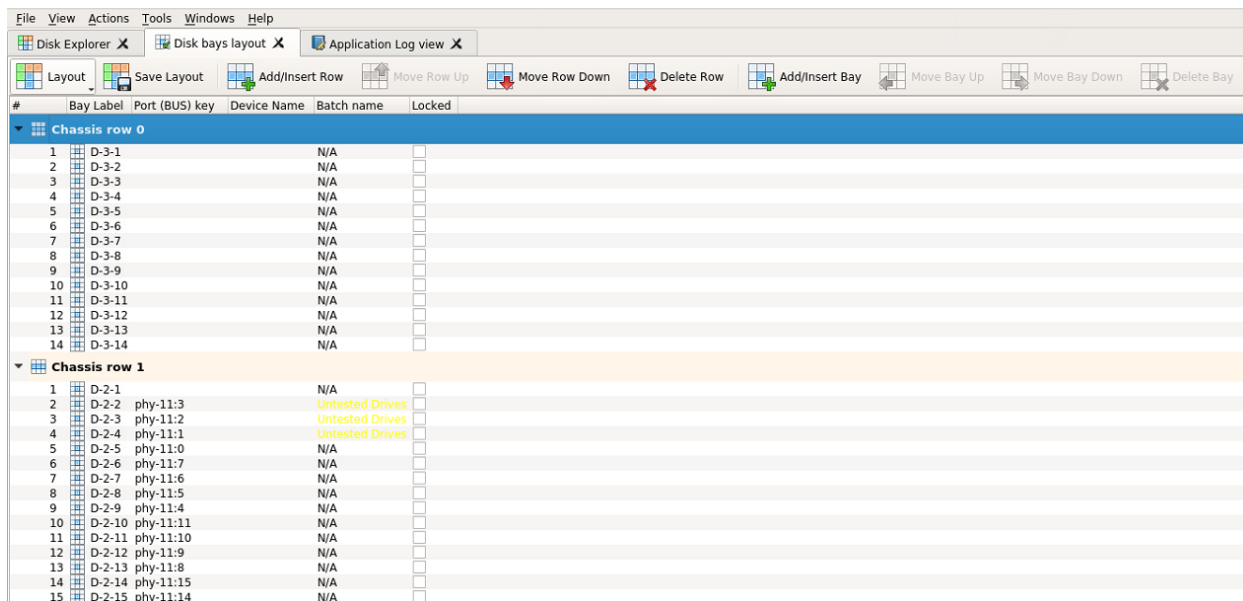 File View Actions Tools Windows Help
Disk Explorer X Disk bays layout X Application Log view X
Layout Save Layout Add/Insert Row Move Row Up Move Row Down Delete Row Add/Insert Bay Move Bay Up Move Bay Down Delete Bay
# Bay Label Port (BUS) key Device Name Batch name Locked
Chassis row 0
1 D-3-1 N/A
2 D-3-2 N/A
3 D-3-3 N/A
4 D-3-4 N/A
5 D-3-5 N/A
6 D-3-6 N/A
7 D-3-7 N/A
8 D-3-8 N/A
9 D-3-9 N/A
10 D-3-10 N/A
11 D-3-11 N/A
12 D-3-12 N/A
13 D-3-13 N/A
14 D-3-14 N/A
Chassis row 1
1 D-2-1 N/A
2 D-2-2 phy-11:3 Untested Drives
3 D-2-3 phy-11:2 Untested Drives
4 D-2-4 phy-11:1 Untested Drives
5 D-2-5 phy-11:0 N/A
6 D-2-6 phy-11:7 N/A
7 D-2-7 phy-11:6 N/A
8 D-2-8 phy-11:5 N/A
9 D-2-9 phy-11:4 N/A
10 D-2-10 phy-11:11 N/A
11 D-2-11 phy-11:10 N/A
12 D-2-12 phy-11:9 N/A
13 D-2-13 phy-11:8 N/A
14 D-2-14 phy-11:15 N/A
15 D-2-15 phy-11:14 N/A